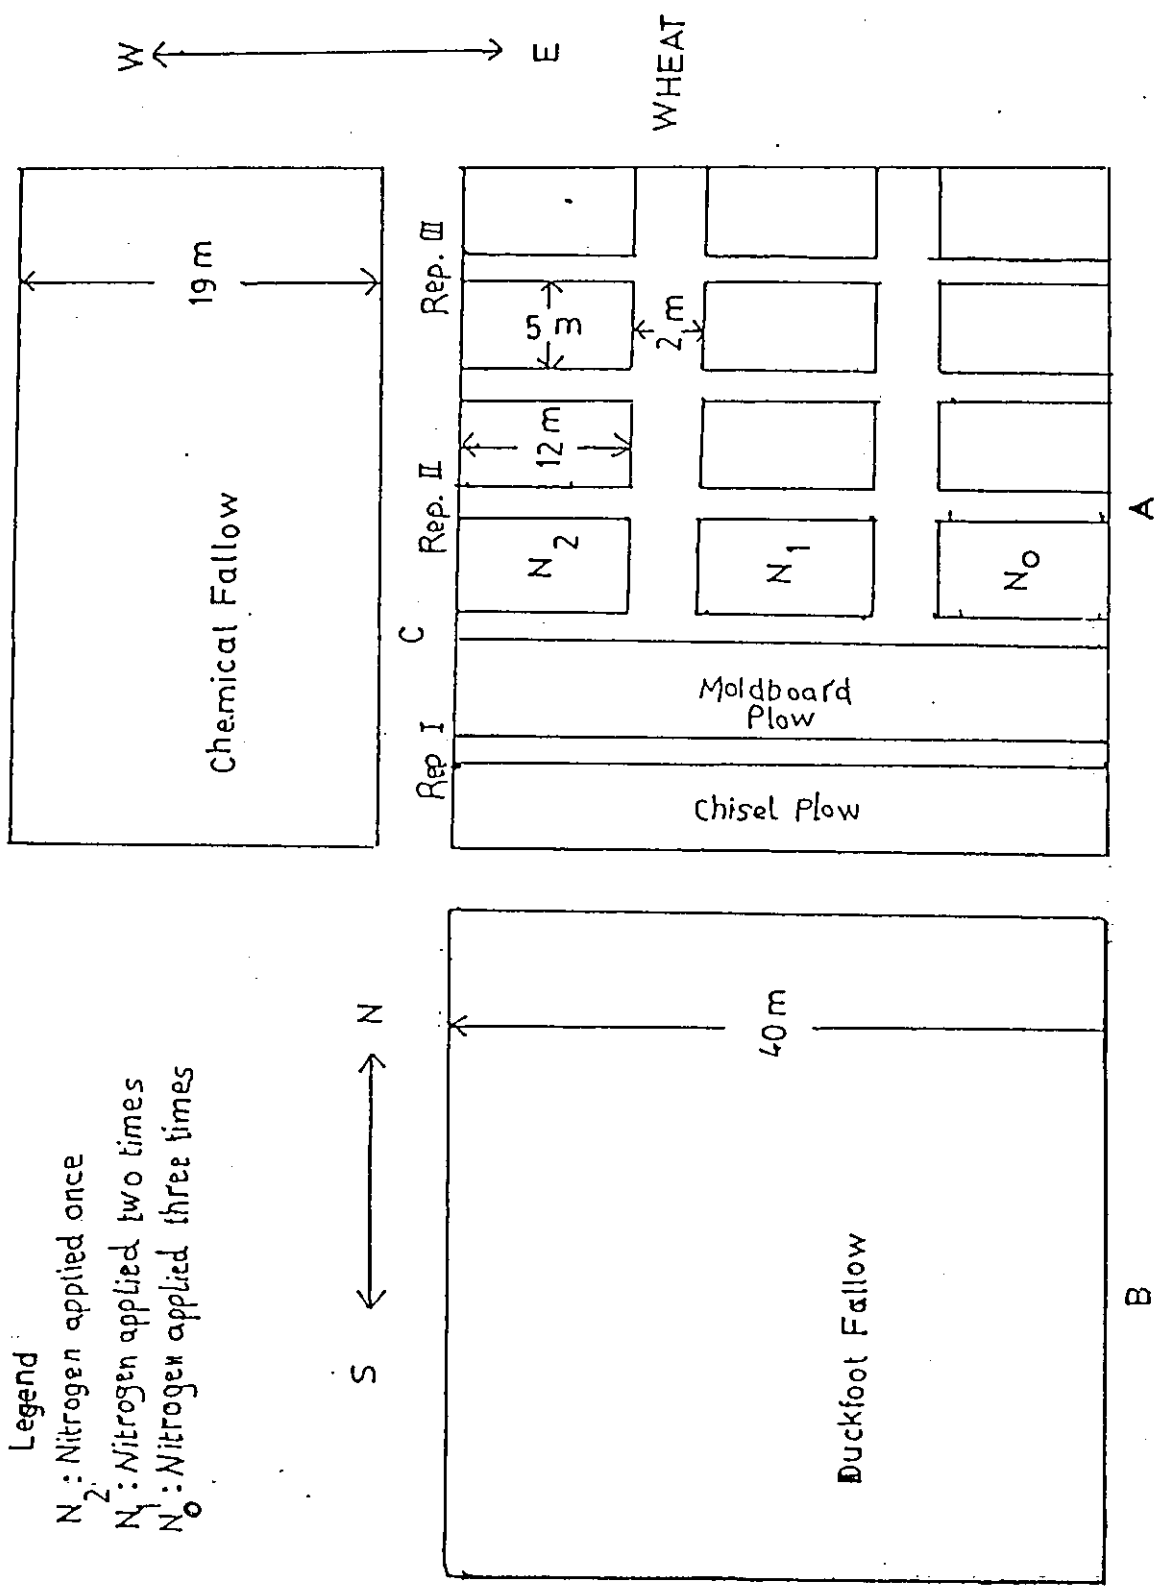 Legend
N2 : Nitrogen applied once
N1 : Nitrogen applied two times
N0 : Nitrogen applied three times
S
N
W
E
Chemical Fallow
19 m
WHEAT
Rep I
C
Rep. II
Rep. III
Duckfoot Fallow
40 m
Chisel Plow
Moldboard
Plow
N2
N1
N0
12 m
5 m
2 m
B
A